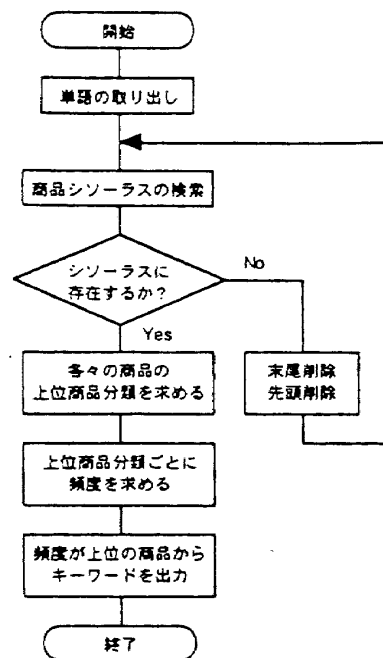 開始
単語の取り出し
商品シソーラスの検索
シソーラスに
存在するか？
No
Yes
各々の商品の
上位商品分類を求める
末尾削除
先頭削除
上位商品分類ごとに
頻度を求める
頻度が上位の商品から
キーワードを出力
終了